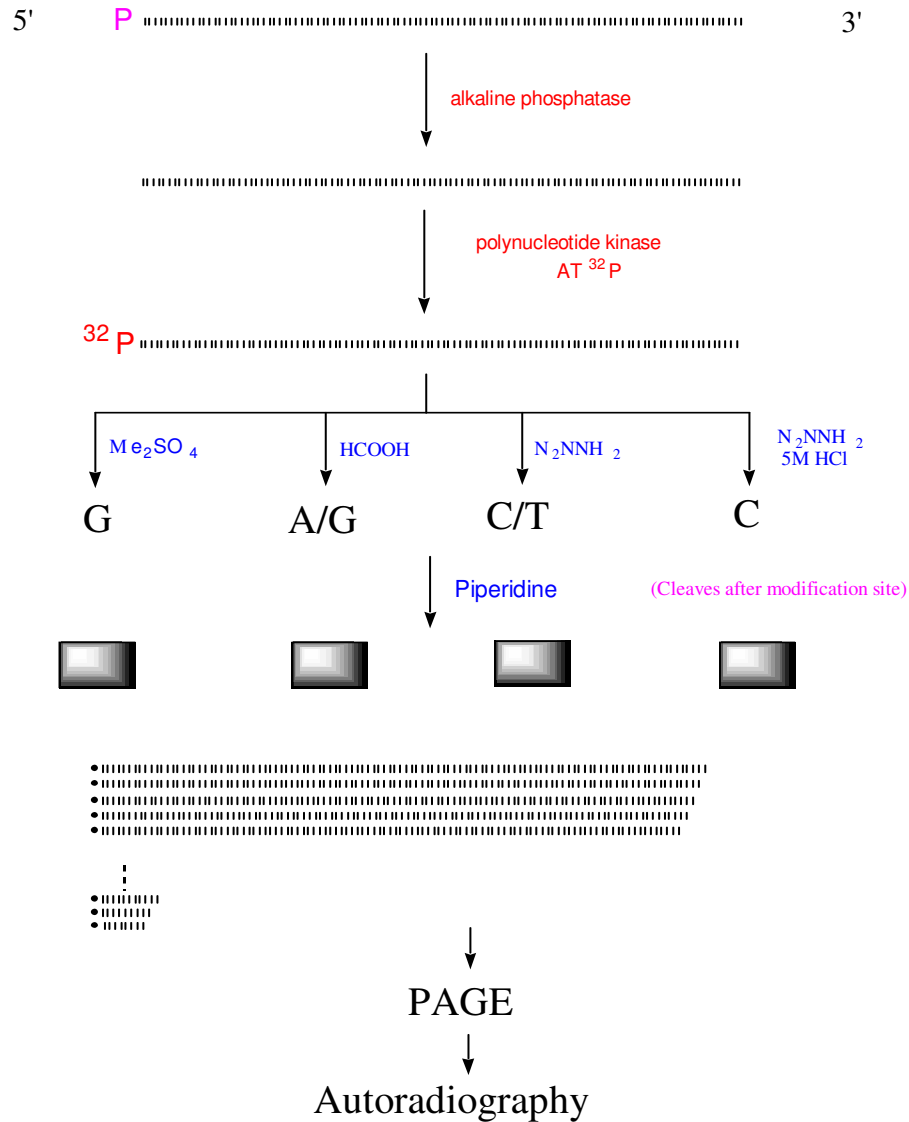 5' P 3'
alkaline phosphatase
polynucleotide kinase
AT 32P
32 P
Me2SO4 HCOOH N2NNH2 N2NNH2
5M HCl
G A/G C/T C
Piperidine (Cleaves after modification site)
PAGE
Autoradiography